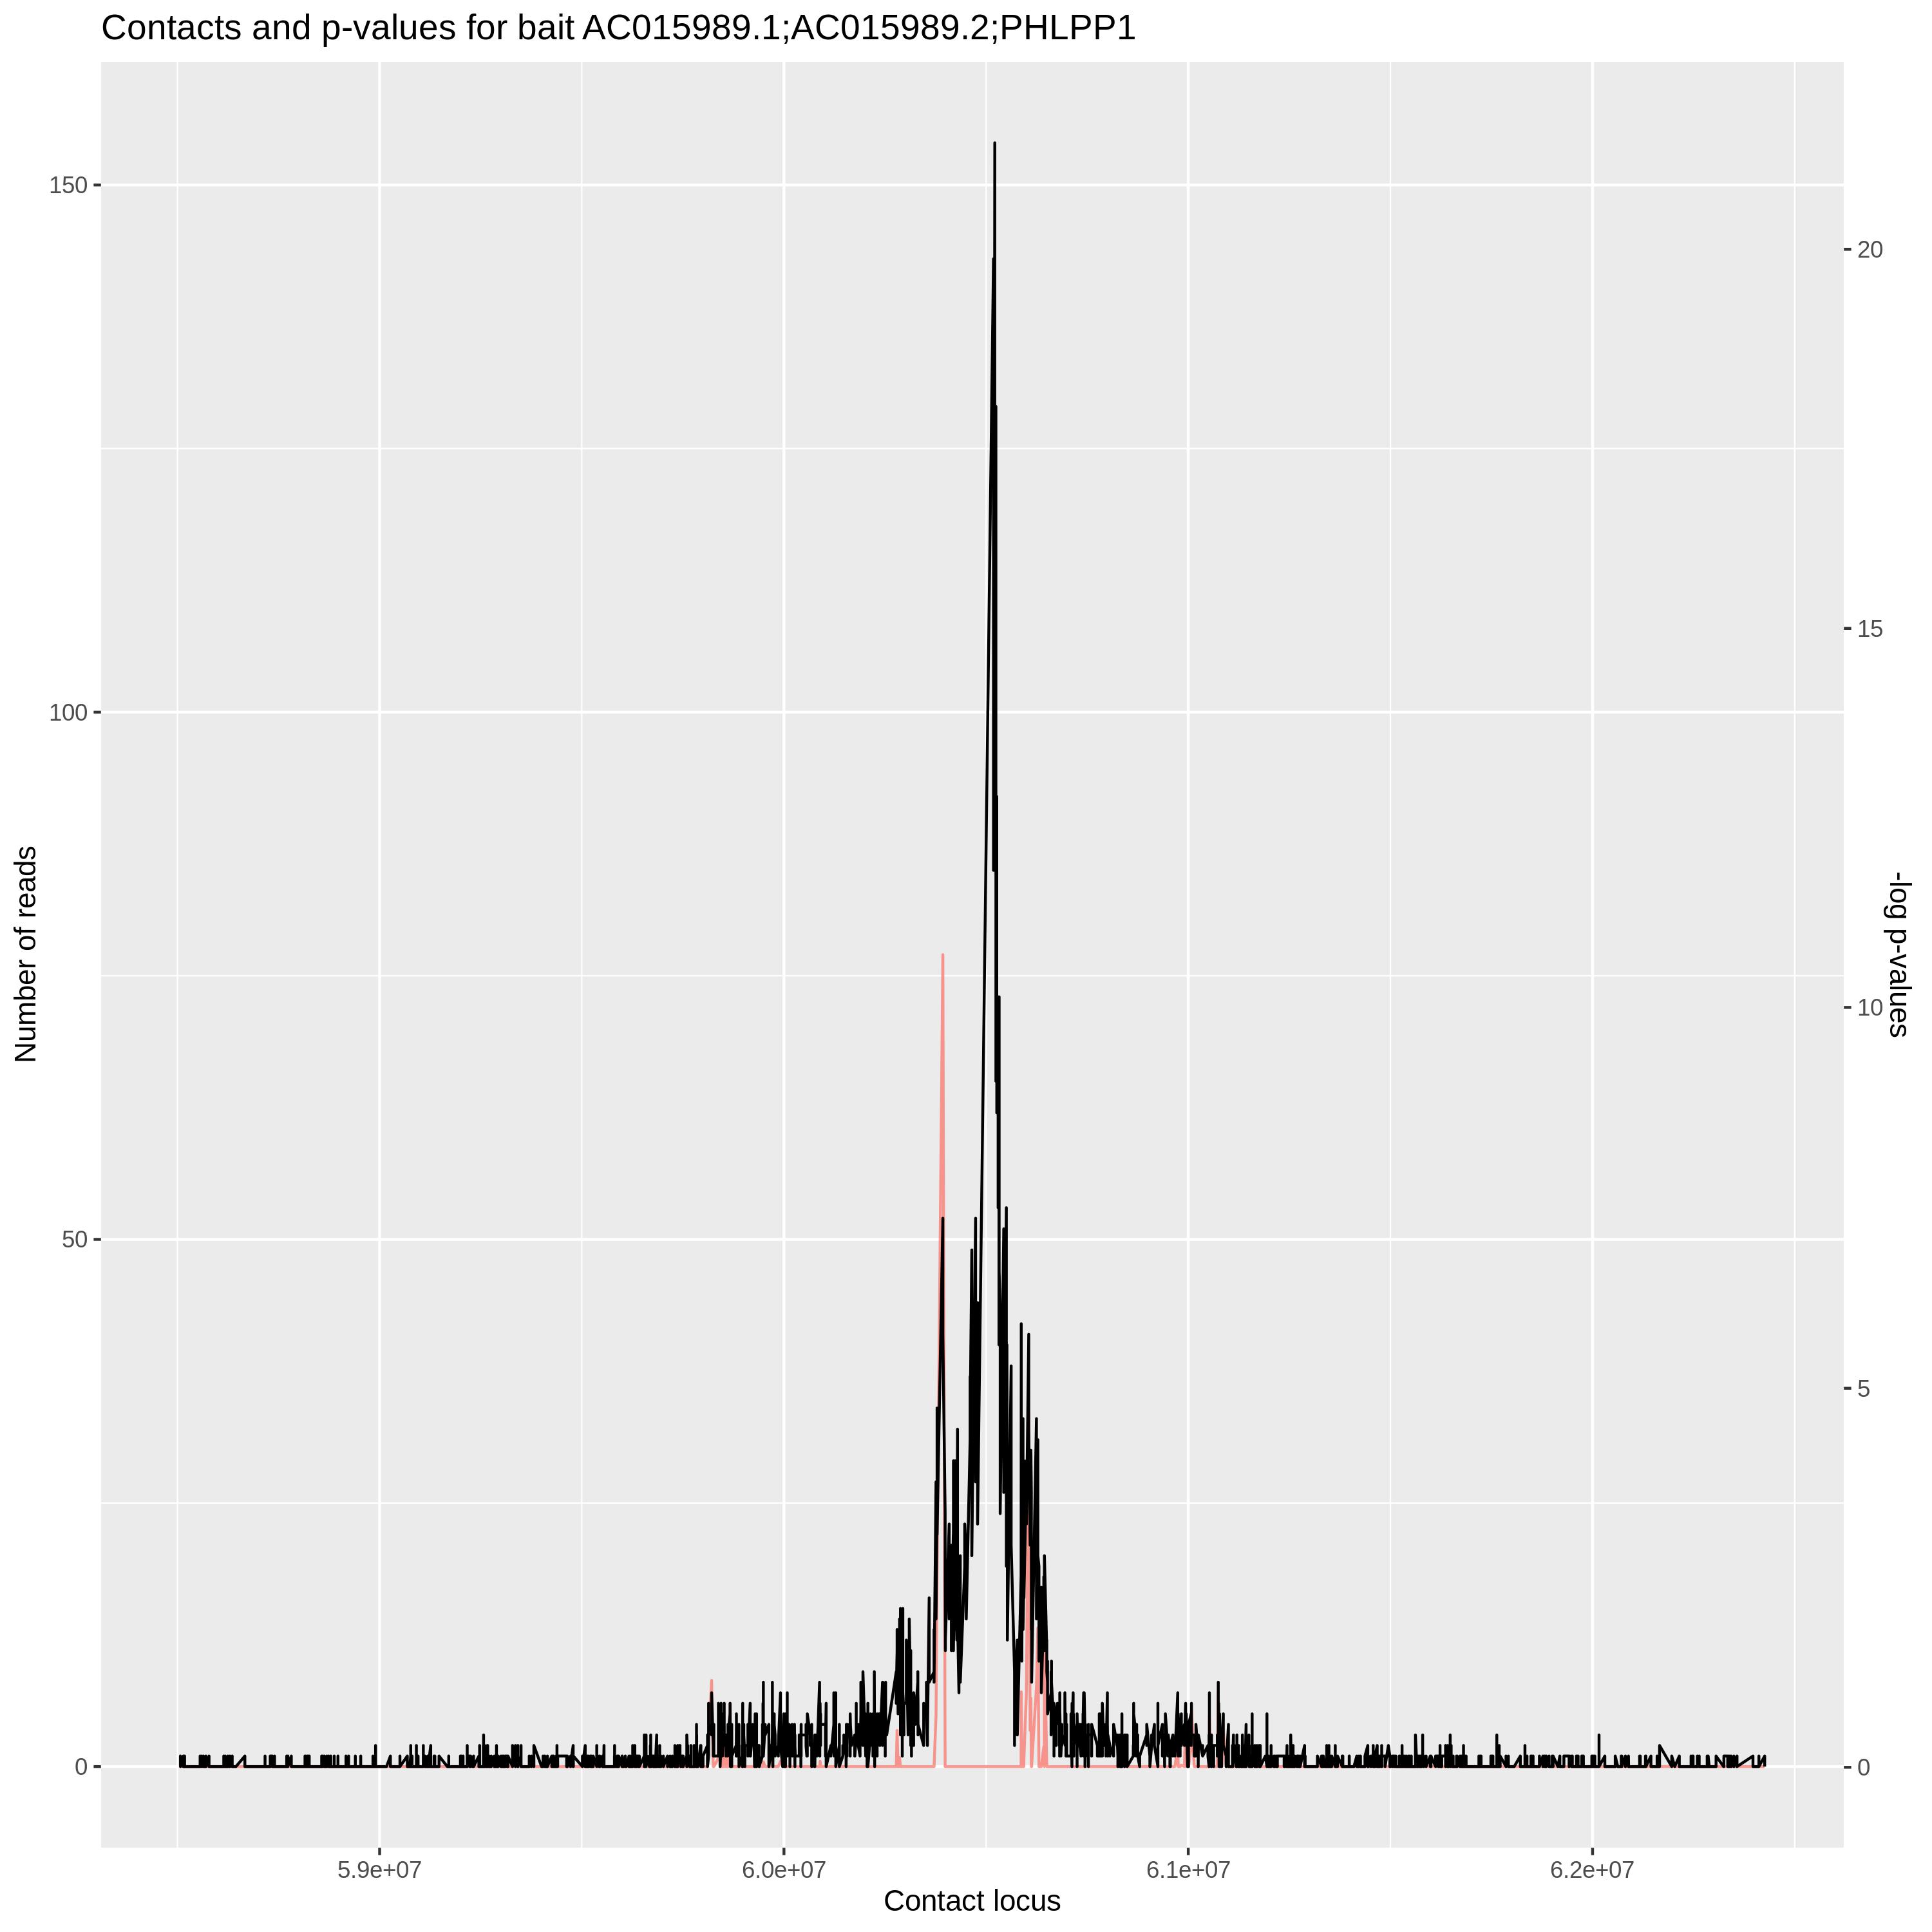 Contacts and p-values for bait AC015989.1;AC015989.2;PHLPP1
150
100
50
0
Number of reads
20
15
10
5
0
-log p-values
5.9e+07
6.0e+07
6.1e+07
6.2e+07
Contact locus